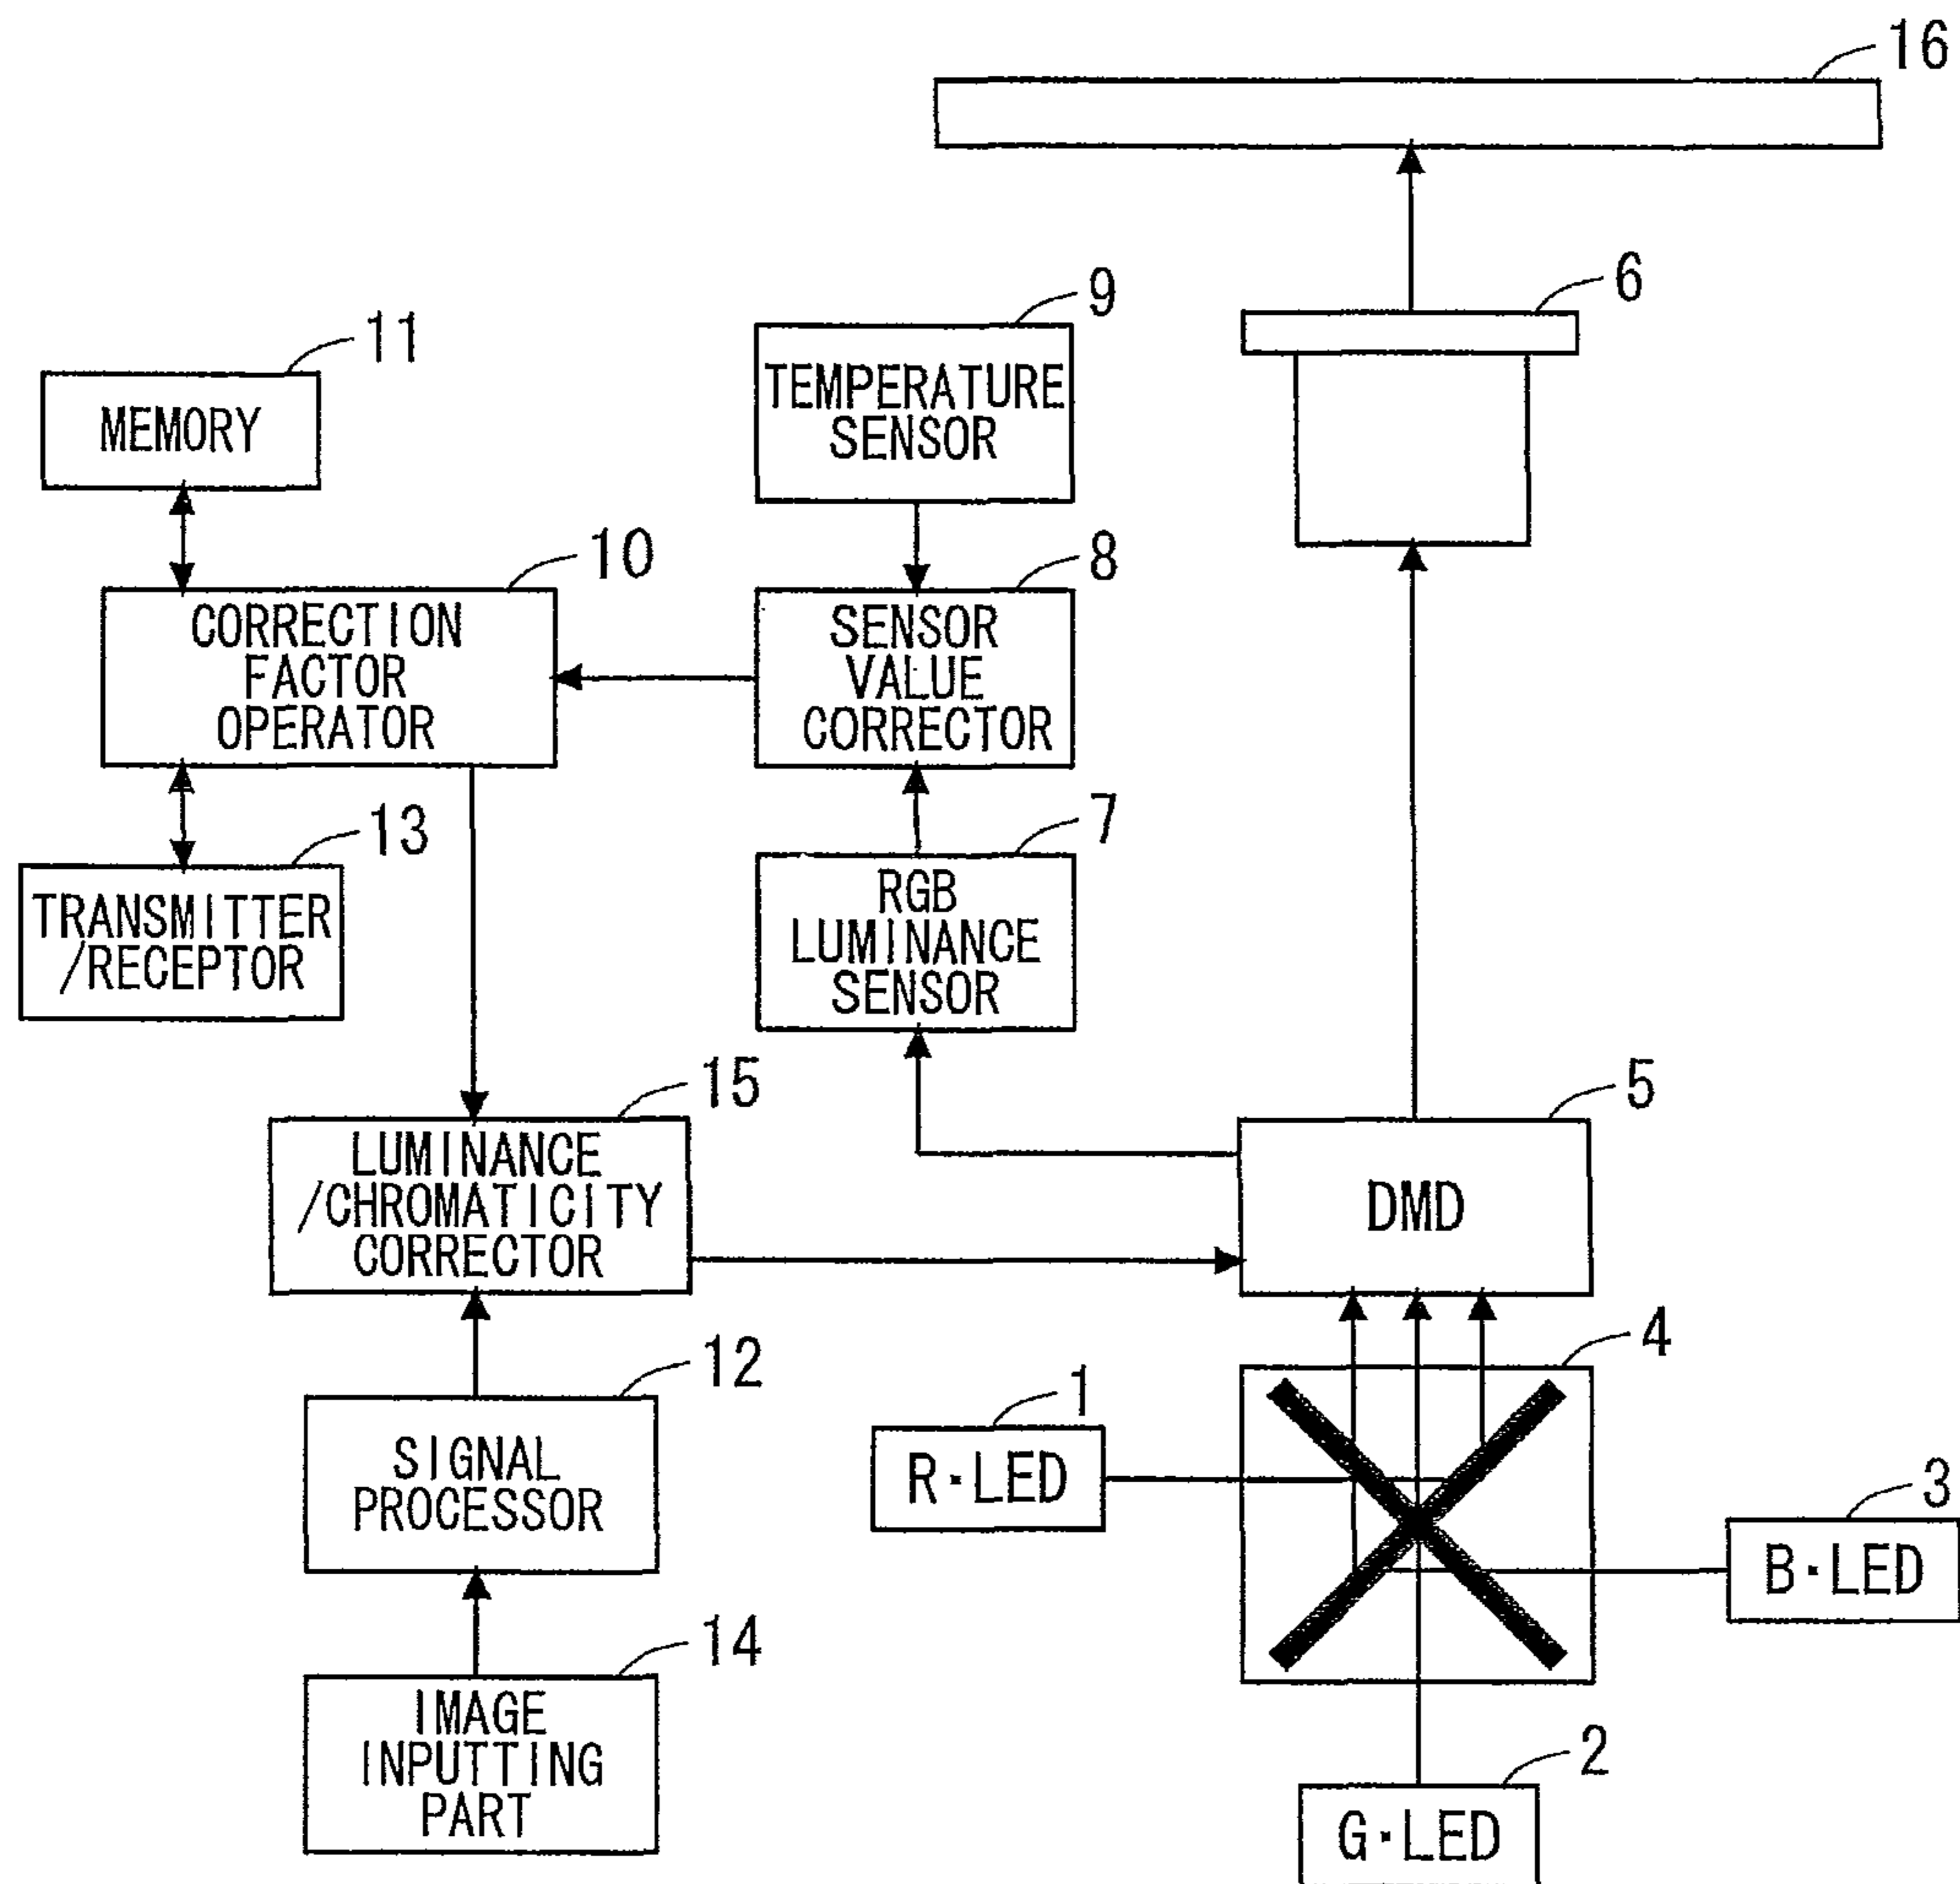 16
6
9
TEMPERATURE
SENSOR
11
MEMORY
10
CORRECTION
FACTOR
OPERATOR
8
SENSOR
VALUE
CORRECTOR
13
TRANSMITTER
/RECEPTOR
7
RGB
LUMINANCE
SENSOR
15
LUMINANCE
/CHROMATICITY
CORRECTOR
5
DMD
12
SIGNAL
PROCESSOR
4
1
R·LED
3
B·LED
14
IMAGE
INPUTTING
PART
2
G·LED